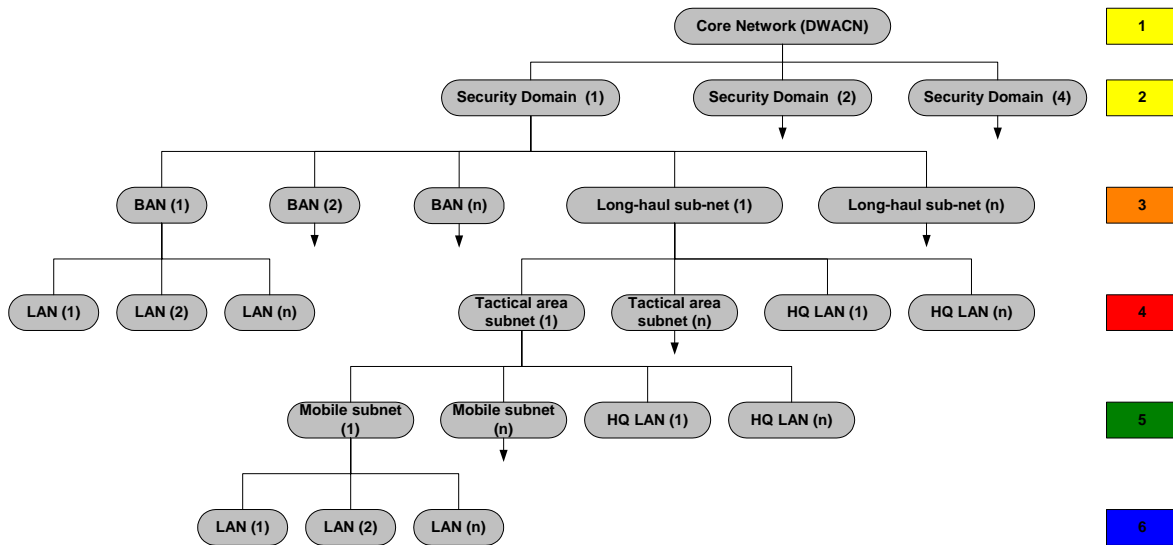 Core Network (DWACN)
1
Security Domain (1)
Security Domain (2)
Security Domain (4)
2
BAN (1)
BAN (2)
BAN (n)
Long-haul sub-net (1)
Long-haul sub-net (n)
3
LAN (1)
LAN (2)
LAN (n)
Tactical area
subnet (1)
Tactical area
subnet (n)
HQ LAN (1)
HQ LAN (n)
4
Mobile subnet
(1)
Mobile subnet
(n)
HQ LAN (1)
HQ LAN (n)
5
LAN (1)
LAN (2)
LAN (n)
6